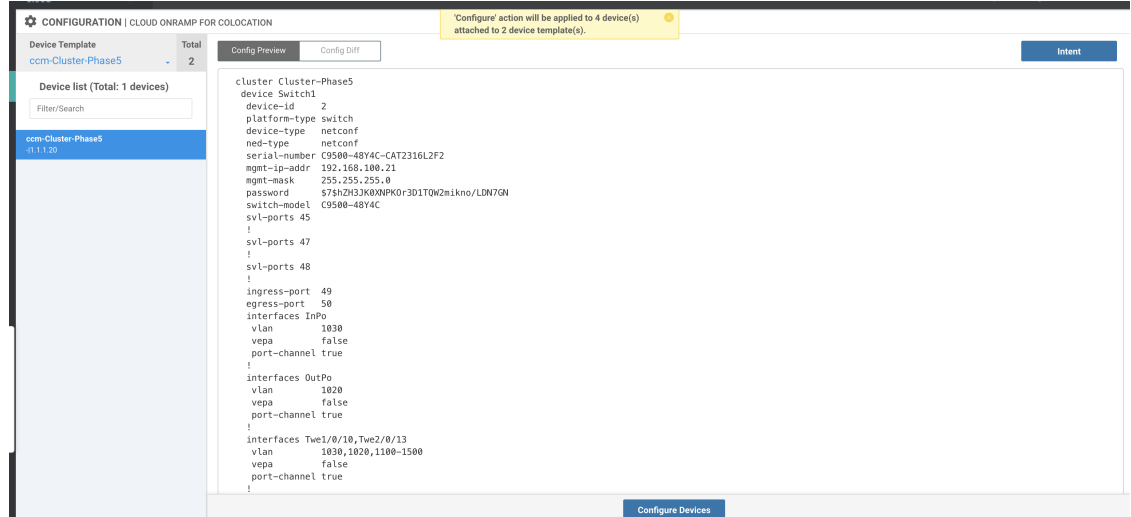 CONFIGURATION | CLOUD ONRAMP FOR COLOCATION
'Configure' action will be applied to 4 device(s)
attached to 2 device template(s).
Device Template
Total
ccm-Cluster-Phase5
2
Config Preview
Config Diff
Intent
Device list (Total: 1 devices)
Filter/Search
ccm-Cluster-Phase5
-|1.1.1.20
cluster Cluster-Phase5
device Switch1
device-id 2
platform-type switch
device-type netconf
ned-type netconf
serial-number C9500-48Y4C-CAT2316L2F2
mgmt-ip-addr 192.168.100.21
mgmt-mask 255.255.255.0
password $7$hZH3JK0XNPKOr3D1TQW2mikno/LDN7GN
switch-model C9500-48Y4C
svl-ports 45
!
svl-ports 47
!
svl-ports 48
!
ingress-port 49
egress-port 50
interfaces InPo
vlan 1030
vepa false
port-channel true
!
interfaces OutPo
vlan 1020
vepa false
port-channel true
!
interfaces Twe1/0/10,Twe2/0/13
vlan 1030,1020,1100-1500
vepa false
port-channel true
!
Configure Devices